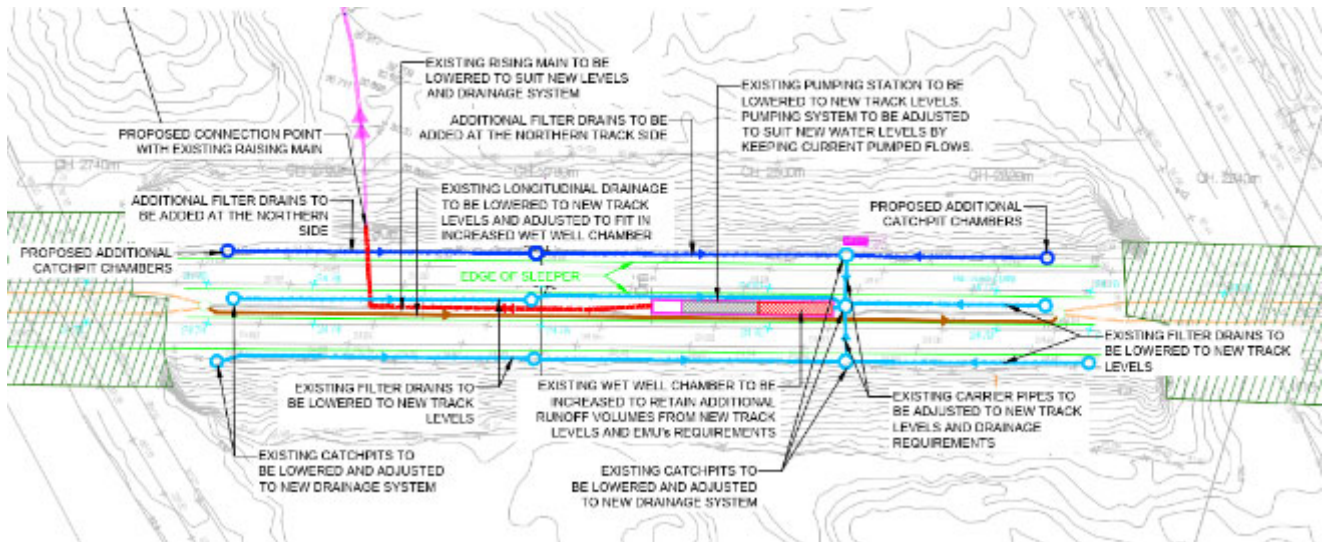 EXISTING RISING MAIN TO BE
LOWERED TO SUIT NEW LEVELS
AND DRAINAGE SYSTEM
EXISTING PUMPING STATION TO BE
LOWERED TO NEW TRACK LEVELS.
PUMPING SYSTEM TO BE ADJUSTED
TO SUIT NEW WATER LEVELS BY
KEEPING CURRENT PUMPED FLOWS.
ADDITIONAL FILTER DRAINS TO BE
ADDED AT THE NORTHERN TRACK SIDE
PROPOSED CONNECTION POINT
WITH EXISTING RAISING MAIN
CH. 2740m
EXISTING LONGITUDINAL DRAINAGE
TO BE LOWERED TO NEW TRACK
LEVELS AND ADJUSTED TO FIT IN
INCREASED WET WELL CHAMBER
ADDITIONAL FILTER DRAINS TO
BE ADDED AT THE NORTHERN
SIDE
PROPOSED ADDITIONAL
CATCHPIT CHAMBERS
PROPOSED ADDITIONAL
CATCHPIT CHAMBERS
EDGE OF SLEEPER
EXISTING FILTER DRAINS TO
BE LOWERED TO NEW TRACK
LEVELS
EXISTING FILTER DRAINS TO
BE LOWERED TO NEW TRACK
LEVELS
EXISTING WET WELL CHAMBER TO BE
INCREASED TO RETAIN ADDITIONAL
RUNOFF VOLUMES FROM NEW TRACK
LEVELS AND EMU's REQUIREMENTS
EXISTING CARRIER PIPES TO
BE ADJUSTED TO NEW TRACK
LEVELS AND DRAINAGE
REQUIREMENTS
EXISTING CATCHPITS TO
BE LOWERED AND ADJUSTED
TO NEW DRAINAGE SYSTEM
EXISTING CATCHPITS TO
BE LOWERED AND ADJUSTED
TO NEW DRAINAGE SYSTEM